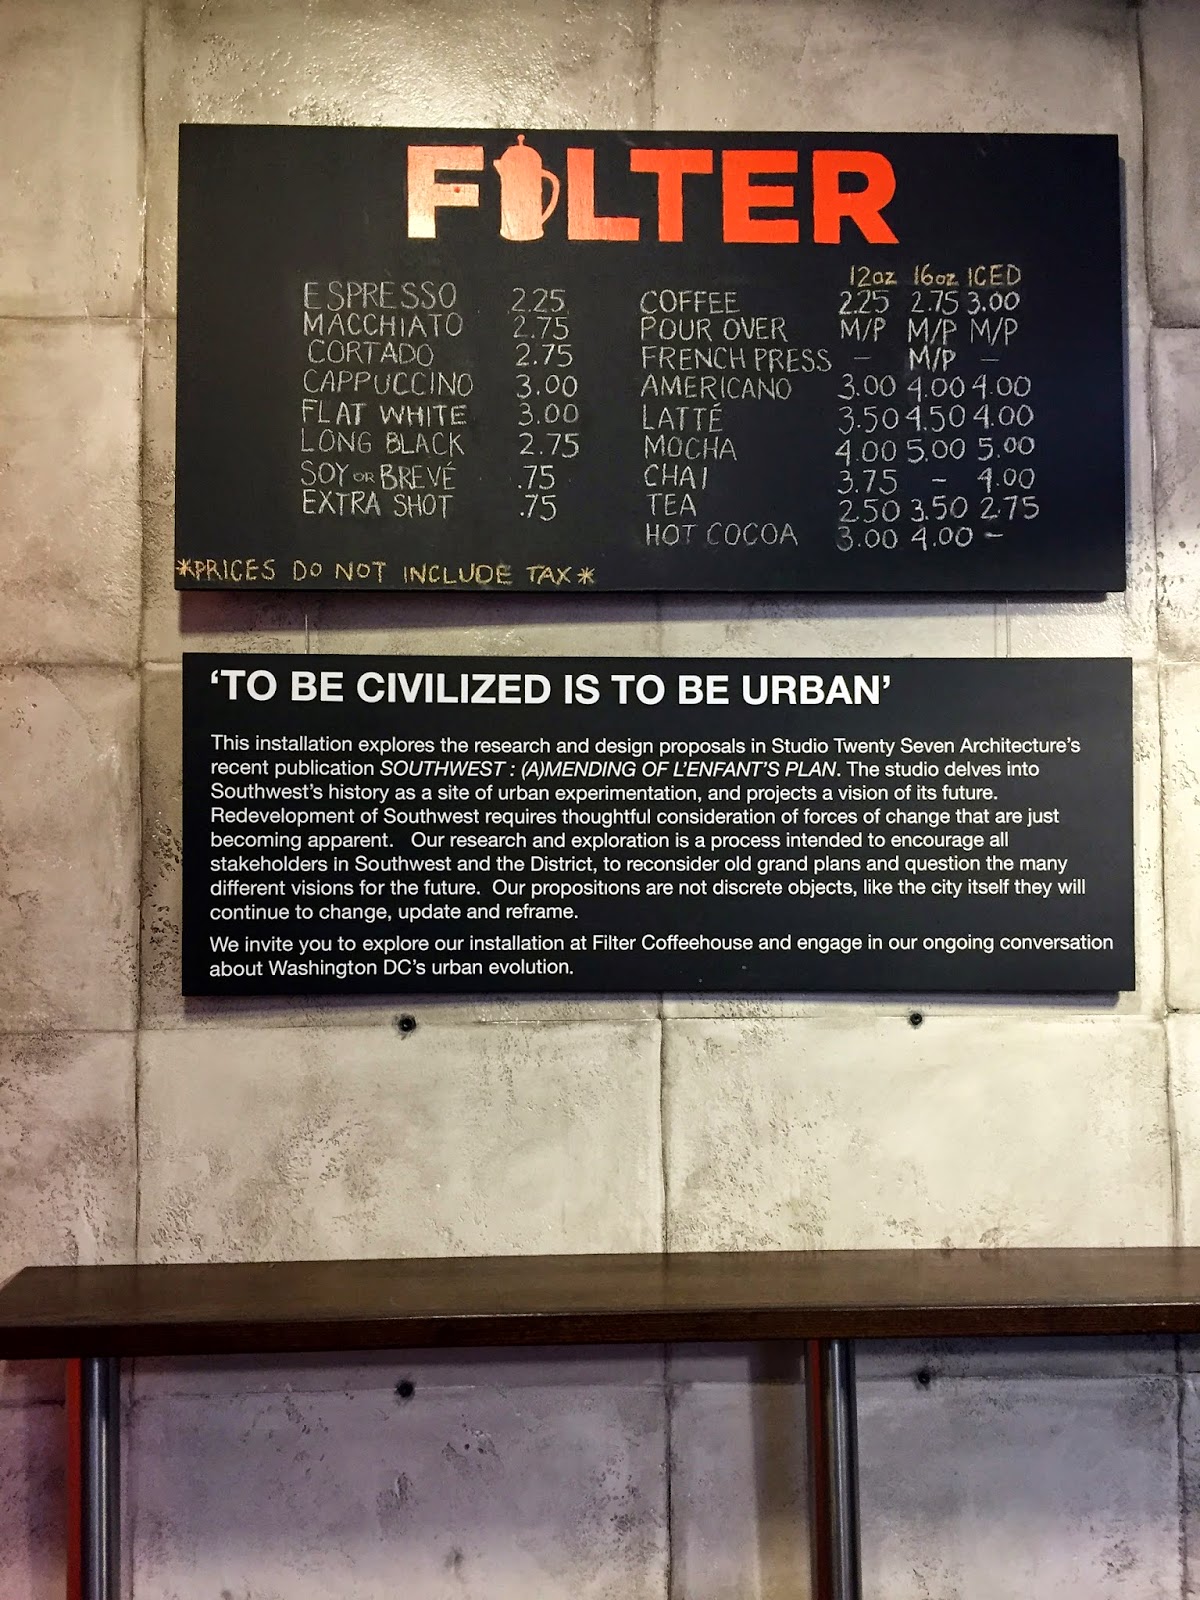 FILTER
12oz 16oz ICED
ESPRESSO 2.25 COFFEE 2.25 2.75 3.00
MACCHIATO 2.75 POUR OVER M/P M/P M/P
CORTADO 2.75 FRENCH PRESS – M/P –
CAPPUCCINO 3.00 AMERICANO 3.00 4.00 4.00
FLAT WHITE 3.00 LATTÉ 3.50 4.50 4.00
LONG BLACK 2.75 MOCHA 4.00 5.00 5.00
SOY OR BREVÉ .75 CHAI 3.75 – 4.00
EXTRA SHOT .75 TEA 2.50 3.50 2.75
HOT COCOA 3.00 4.00 –
*PRICES DO NOT INCLUDE TAX*
‘TO BE CIVILIZED IS TO BE URBAN’
This installation explores the research and design proposals in Studio Twenty Seven Architecture’s
recent publication SOUTHWEST : (A)MENDING OF L’ENFANT’S PLAN. The studio delves into
Southwest’s history as a site of urban experimentation, and projects a vision of its future.
Redevelopment of Southwest requires thoughtful consideration of forces of change that are just
becoming apparent. Our research and exploration is a process intended to encourage all
stakeholders in Southwest and the District, to reconsider old grand plans and question the many
different visions for the future. Our propositions are not discrete objects, like the city itself they will
continue to change, update and reframe.
We invite you to explore our installation at Filter Coffeehouse and engage in our ongoing conversation
about Washington DC’s urban evolution.